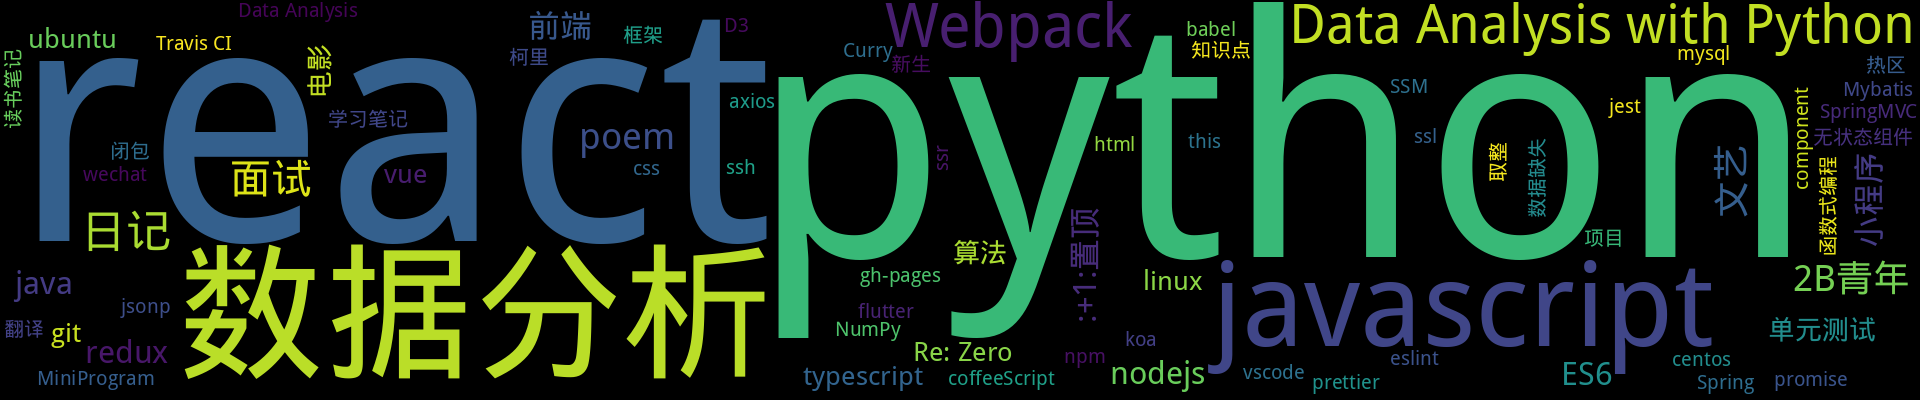 Data Analysis
D3
Webpack
Data Analysis with Python
ubuntu
Travis CI
前端
框架
Curry
babel
知识点
mysql
读书笔记
电影
柯里
新生
热区
react
python
学习笔记
axios
SSM
jest
component
Mybatis
SpringMVC
无状态组件
闭包
poem
html
this
ssl
取整
数据缺失
文艺
函数式编程
小程序
wechat
面试
vue
css
ssh
ssr
日记
数据分析
算法
:+1:置顶
项目
java
jsonp
gh-pages
linux
javascript
2B青年
翻译
git
redux
flutter
NumPy
koa
单元测试
MiniProgram
typescript
Re: Zero
coffeeScript
npm
nodejs
vscode
prettier
eslint
ES6
centos
Spring
promise